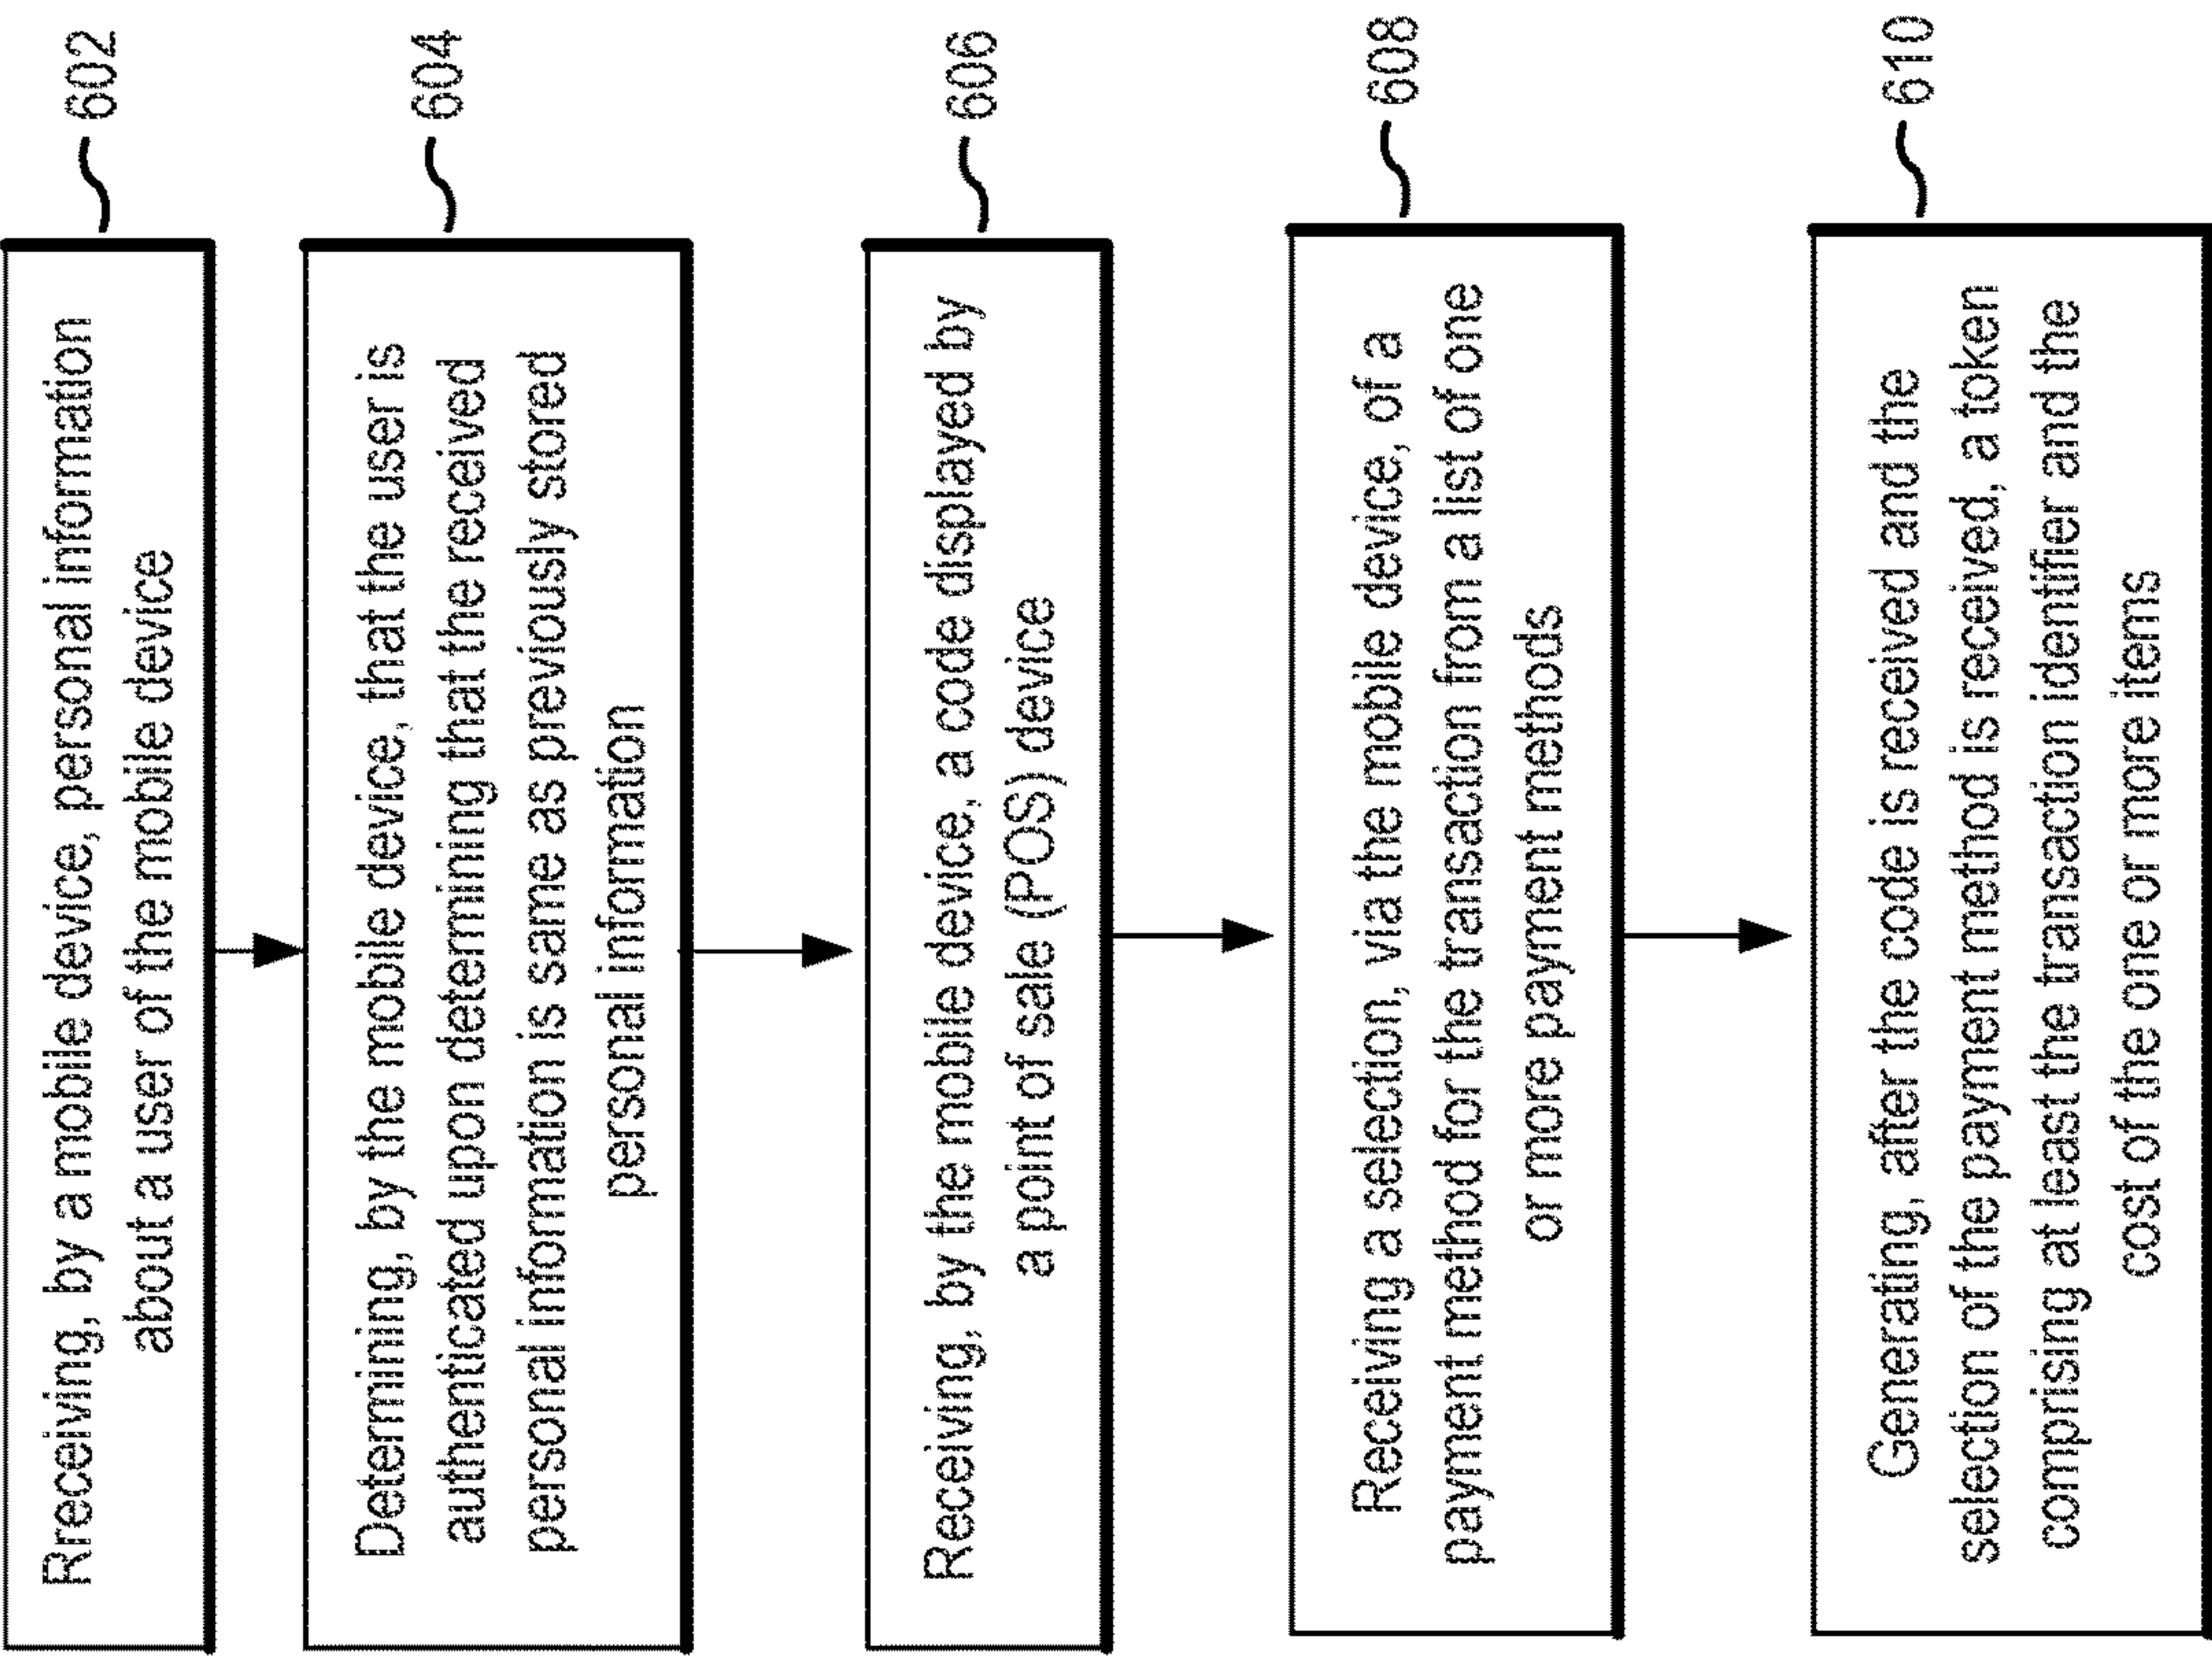 Rreceiving, by a mobile device, personal information
about a user of the mobile device
602
Determining, by the mobile device, that the user is
authenticated upon determining that the received
personal information is same as previously stored
personal information
604
Receiving, by the mobile device, a code displayed by
a point of sale (POS) device
606
Receiving a selection, via the mobile device, of a
payment method for the transaction from a list of one
or more payment methods
608
Generating, after the code is received and the
selection of the payment method is received, a token
comprising at least the transaction identifier and the
cost of the one or more items
610